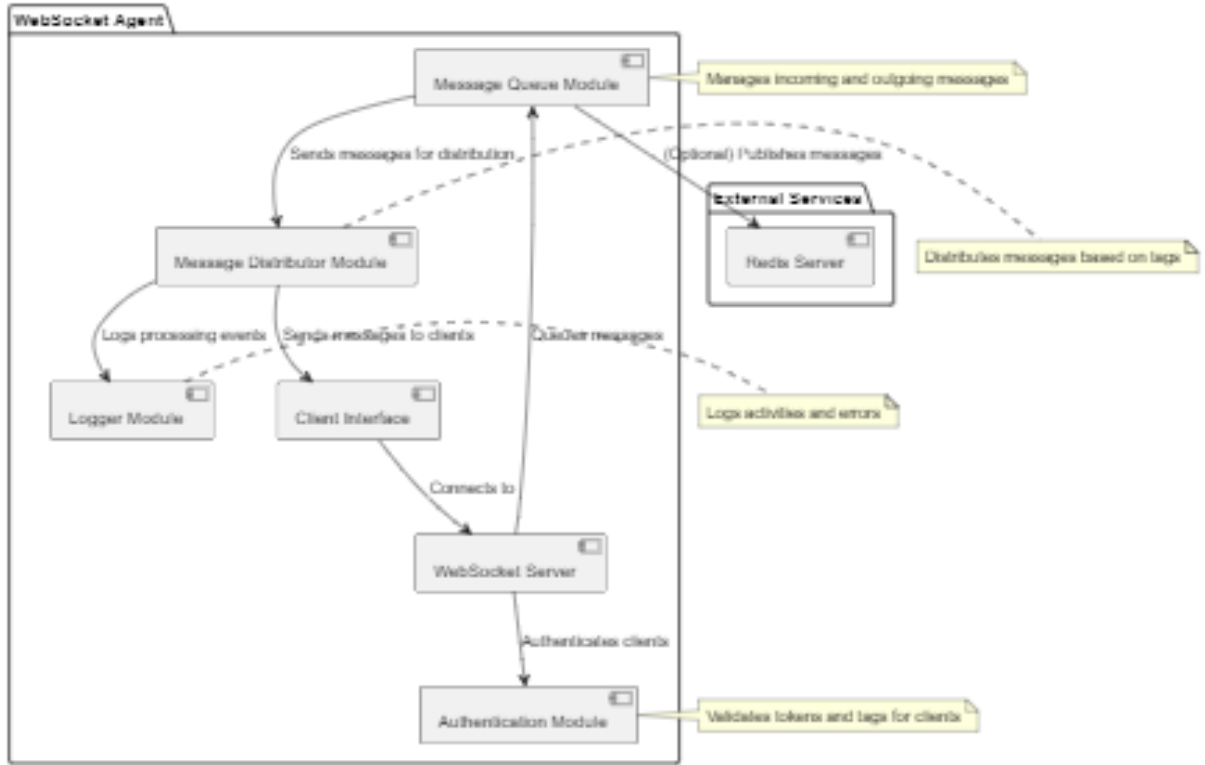 WebSocket Agent
Message Queue Module
Manages incoming and outgoing messages
Sends messages for distribution
(Optional) Publishes messages
External Services
Message Distributor Module
Redis Server
Distributes messages based on tags
Logs processing events
Sends messages to clients
messages
Logger Module
Client Interface
Logs activities and errors
Connects to
WebSocket Server
Authenticates clients
Authentication Module
Validates tokens and tags for clients